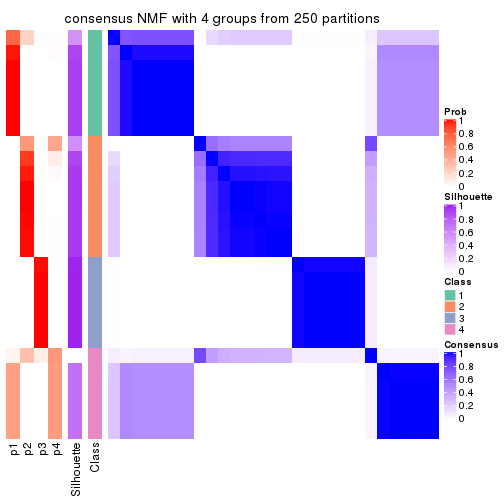 consensus NMF with 4 groups from 250 partitions
Prob
1
0.8
0.6
0.4
0.2
0
Silhouette
1
0.8
0.6
0.4
0.2
0
Class
1
2
3
4
Consensus
1
0.8
0.6
0.4
0.2
0
p1
p2
p3
p4
Silhouette
Class